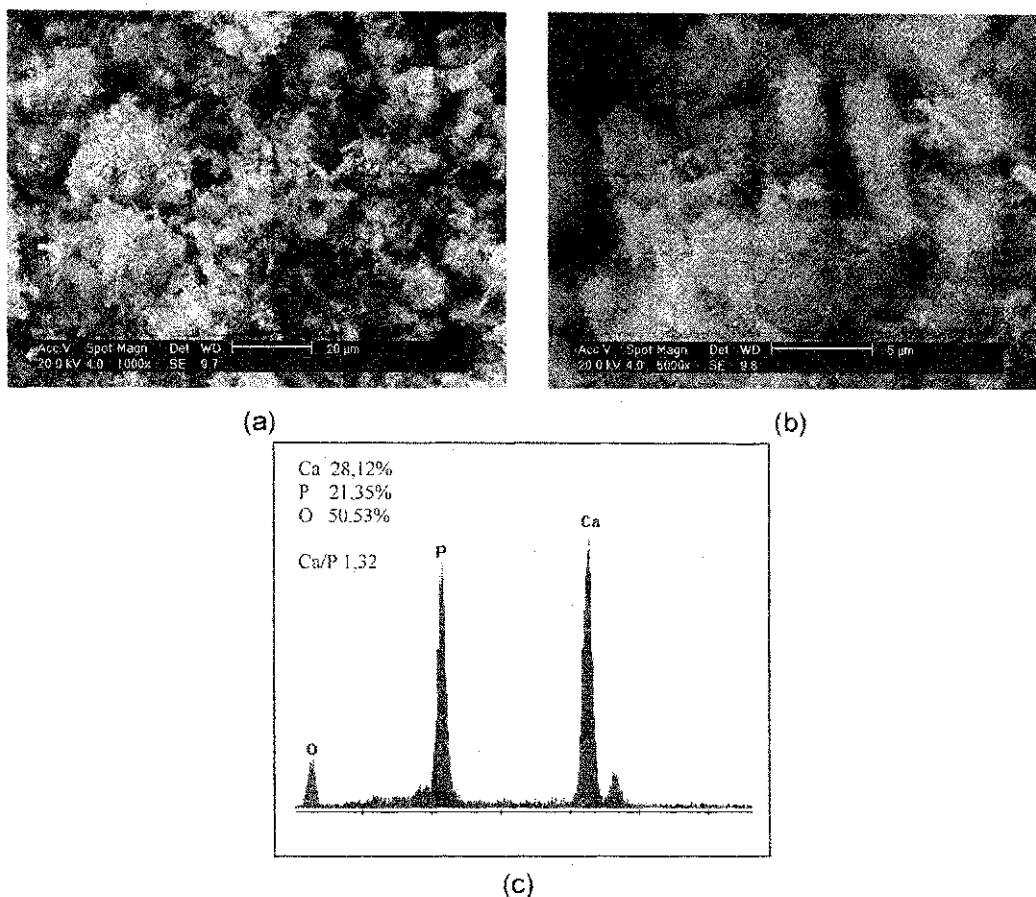 Acc.V Spot Magn Det WD 20 µm
20.0 kV 4.0 1000x SE 9.7
Acc.V Spot Magn Det WD 5 µm
20.0 kV 4.0 5000x SE 9.8
(a)
(b)
Ca 28,12%
P 21,35%
O 50,53%
Ca/P 1,32
O
P
Ca
(c)